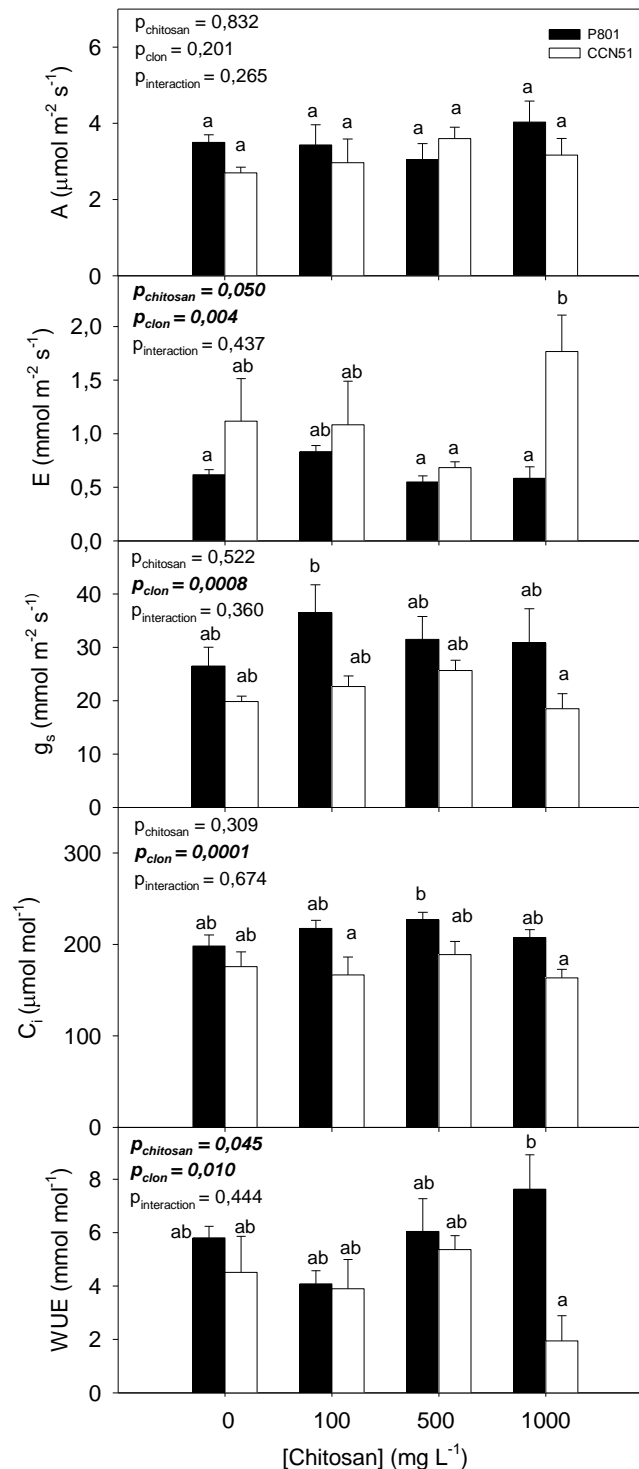 p_chitosan = 0,832
p_clon = 0,201
p_interaction = 0,265
P801
CCN51
A (μmol m⁻² s⁻¹)
6
4
2
0
a a a a a a a a
p_chitosan = 0,050
p_clon = 0,004
p_interaction = 0,437
E (mmol m⁻² s⁻¹)
2,0
1,5
1,0
0,5
0,0
a ab ab ab a a a b
p_chitosan = 0,522
p_clon = 0,0008
p_interaction = 0,360
g_s (mmol m⁻² s⁻¹⁾
40
30
20
10
0
ab ab b ab ab ab ab a
p_chitosan = 0,309
p_clon = 0,0001
p_interaction = 0,674
C_i (μmol mol⁻¹)
300
200
100
0
ab ab ab a b ab ab a
p_chitosan = 0,045
p_clon = 0,010
p_interaction = 0,444
WUE (mmol mol⁻¹)
8
6
4
2
0
ab ab ab ab ab ab b a
0 100 500 1000
[Chitosan] (mg L⁻¹)